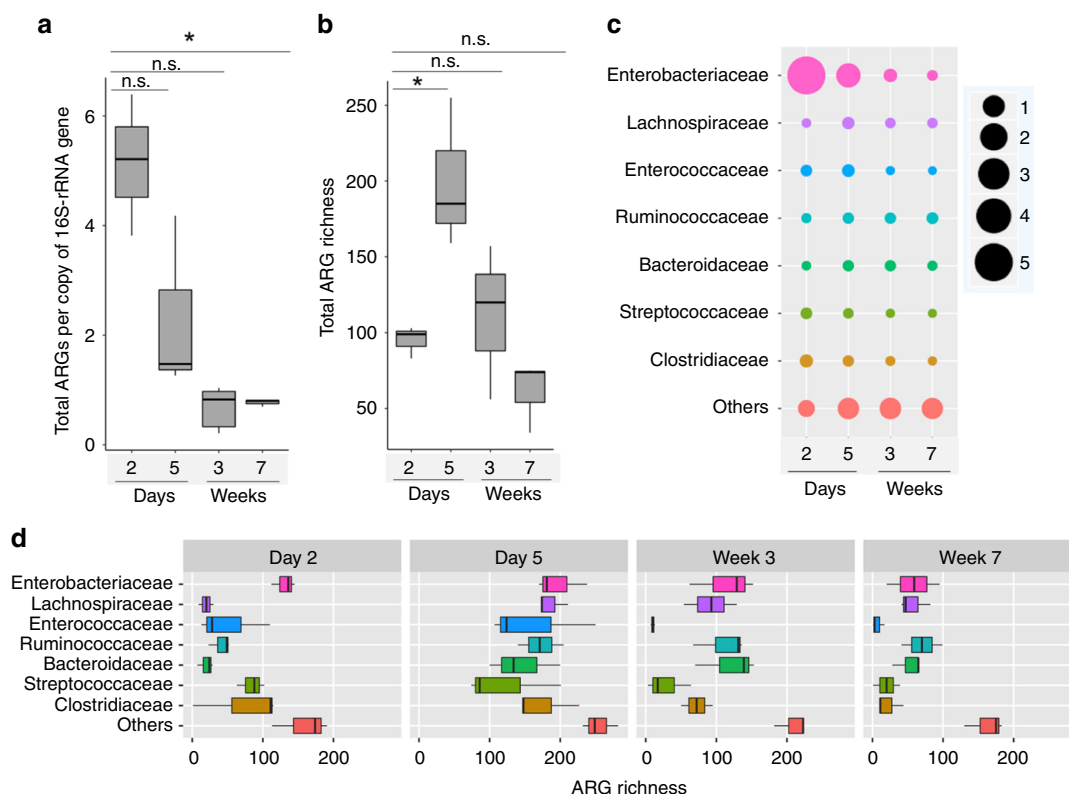 a
*
n.s.
n.s.
6
4
2
0
Total ARGs per copy of 16S-rRNA gene
2 5 3 7
Days Weeks
b
n.s.
n.s.
*
250
200
150
100
50
Total ARG richness
2 5 3 7
Days Weeks
c
Enterobacteriaceae
Lachnospiraceae
Enterococcaceae
Ruminococcaceae
Bacteroidaceae
Streptococcaceae
Clostridiaceae
Others
2 5 3 7
Days Weeks
1
2
3
4
5
d
Day 2 Day 5 Week 3 Week 7
Enterobacteriaceae
Lachnospiraceae
Enterococcaceae
Ruminococcaceae
Bacteroidaceae
Streptococcaceae
Clostridiaceae
Others
0 100 200 0 100 200 0 100 200 0 100 200
ARG richness